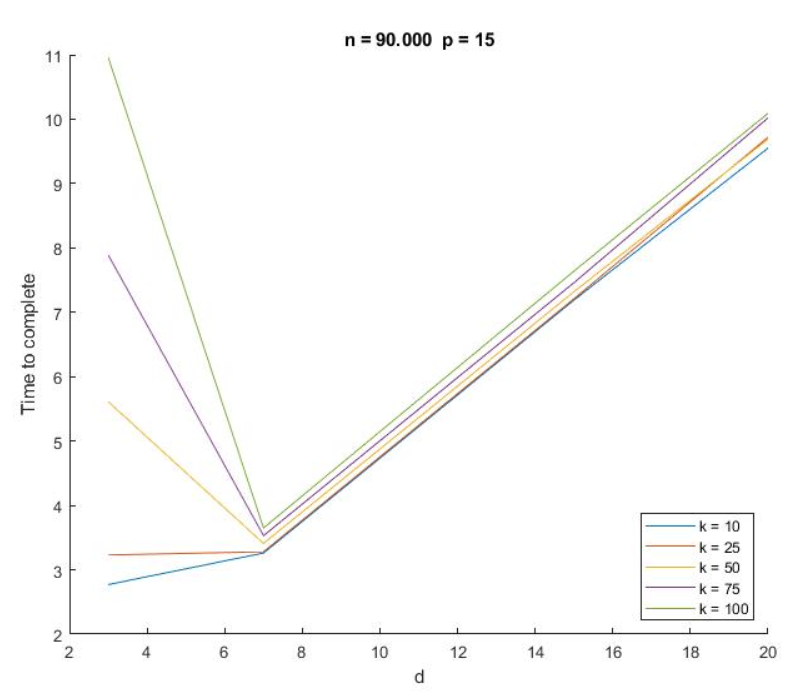 n = 90.000 p = 15
11
10
9
8
7
6
5
4
3
2
Time to complete
2 4 6 8 10 12 14 16 18 20
d
k = 10
k = 25
k = 50
k = 75
k = 100